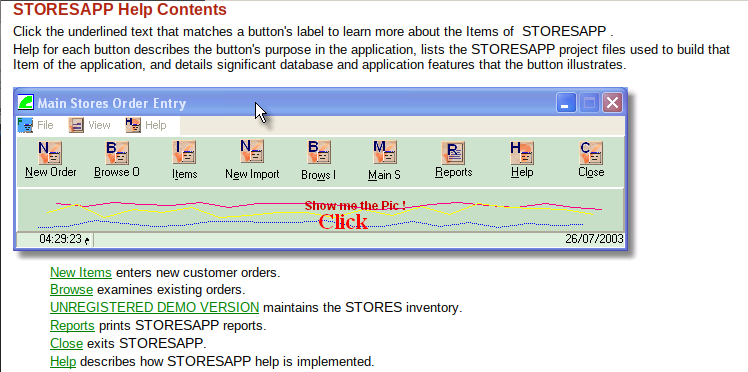 STORESAPP Help Contents
Click the underlined text that matches a button's label to learn more about the Items of STORESAPP .
Help for each button describes the button's purpose in the application, lists the STORESAPP project files used to build that
Item of the application, and details significant database and application features that the button illustrates.
Main Stores Order Entry
File View Help
N B I N B M R H C
New Order Browse O Items New Import Brows I Main S Reports Help Close
Show me the Pic !
Click
04:29:23 م 26/07/2003
New Items enters new customer orders.
Browse examines existing orders.
UNREGISTERED DEMO VERSION maintains the STORES inventory.
Reports prints STORESAPP reports.
Close exits STORESAPP.
Help describes how STORESAPP help is implemented.